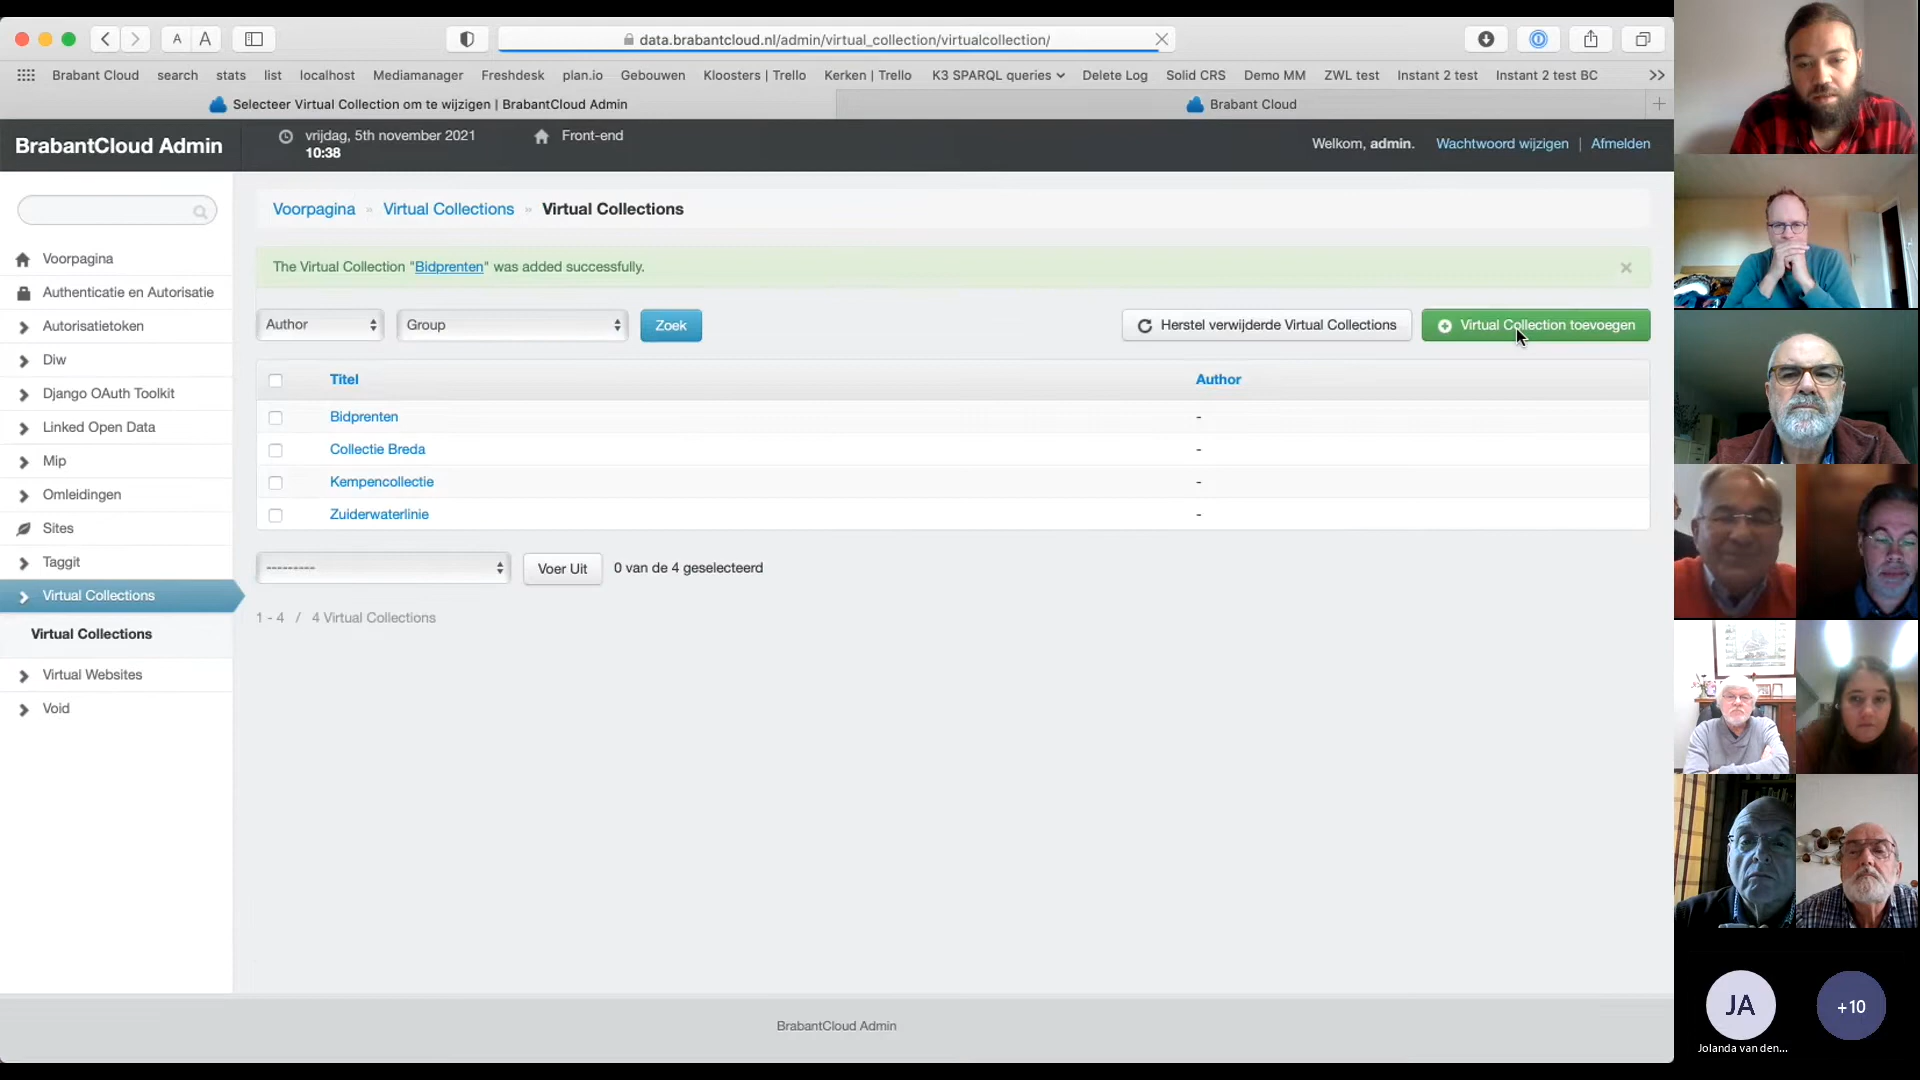 data.brabantcloud.nl/admin/virtual_collection/virtualcollection/
Brabant Cloud search stats list localhost Mediamanager Freshdesk plan.io Gebouwen Kloosters | Trello Kerken | Trello K3 SPARQL queries Delete Log Solid CRS Demo MM ZWL test Instant 2 test Instant 2 test BC
Selecteer Virtual Collection om te wijzigen | BrabantCloud Admin
Brabant Cloud
BrabantCloud Admin
vrijdag, 5th november 2021
10:38
Front-end
Welkom, admin. Wachtwoord wijzigen | Afmelden
Voorpagina
Authenticatie en Autorisatie
Autorisatietoken
Diw
Django OAuth Toolkit
Linked Open Data
Mip
Omleidingen
Sites
Taggit
Virtual Collections
Virtual Collections
Virtual Websites
Void
Voorpagina » Virtual Collections » Virtual Collections
The Virtual Collection "Bidprenten" was added successfully. ×
Author Group Zoek Herstel verwijderde Virtual Collections Virtual Collection toevoegen
Titel Author
Bidprenten -
Collectie Breda -
Kempencollectie -
Zuiderwaterlinie -
--------- Voer Uit 0 van de 4 geselecteerd
1 - 4 / 4 Virtual Collections
BrabantCloud Admin
JA
Jolanda van den...
+10